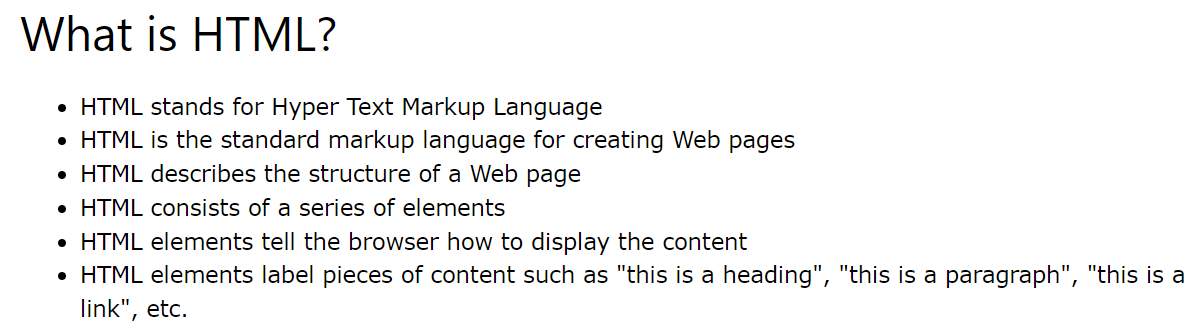 What is HTML?
HTML stands for Hyper Text Markup Language
HTML is the standard markup language for creating Web pages
HTML describes the structure of a Web page
HTML consists of a series of elements
HTML elements tell the browser how to display the content
HTML elements label pieces of content such as "this is a heading", "this is a paragraph", "this is a
link", etc.